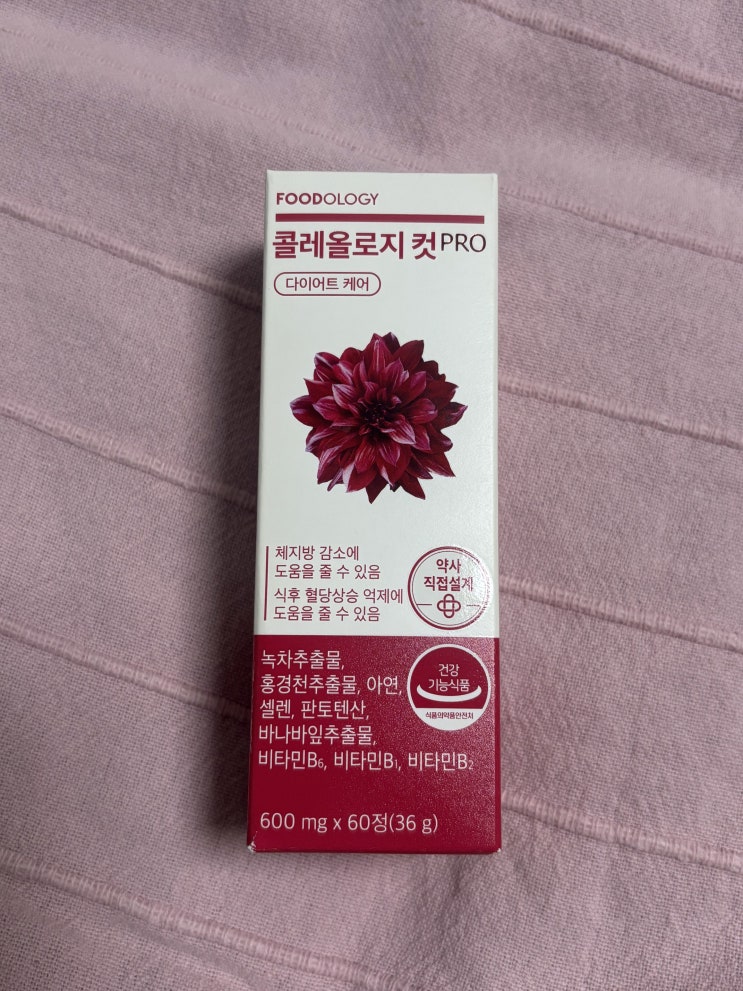 FOODOLOGY
콜레올로지 컷 PRO
다이어트 케어
체지방 감소에
도움을 줄 수 있음
식후 혈당상승 억제에
도움을 줄 수 있음
약사
직접설계
녹차추출물,
홍경천추출물, 아연,
셀렌, 판토텐산,
바나바잎추출물,
비타민B₆, 비타민B₁, 비타민B₂
건강
기능식품
식품의약품안전처
600 mg x 60정(36 g)